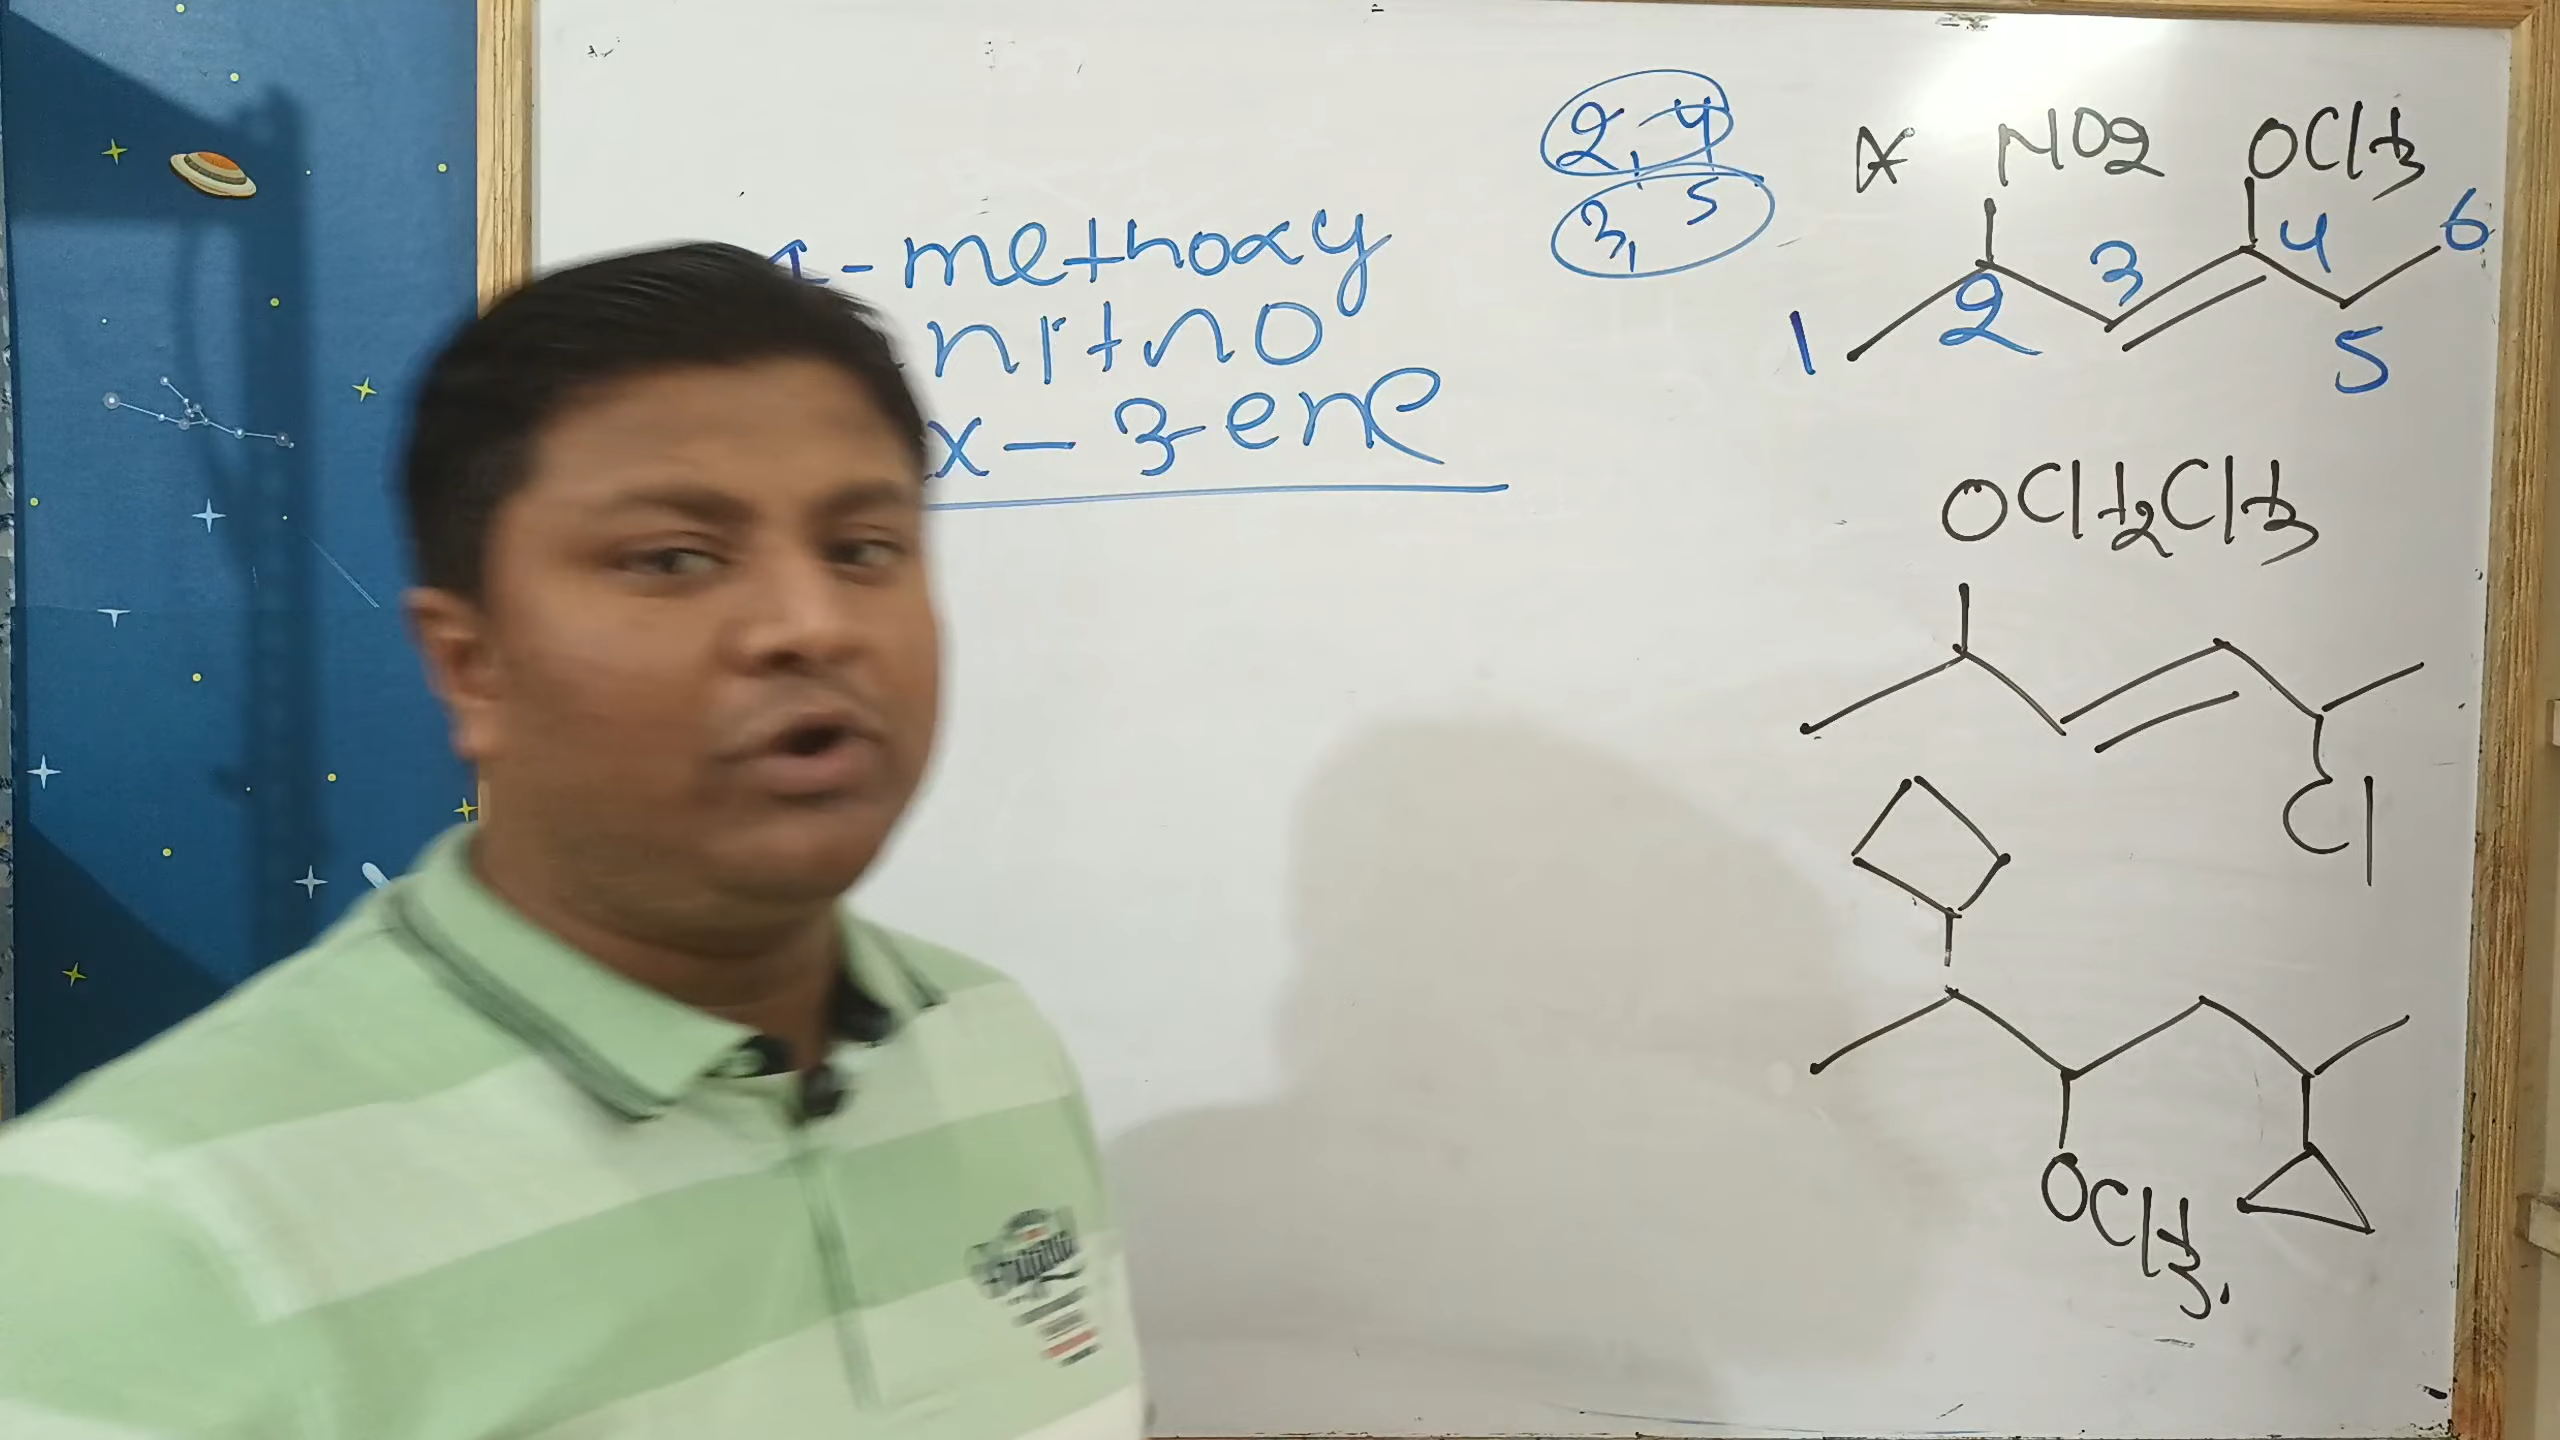 - methoxy
nitro
x - 3-ene
2, 4
3, 5
NO2 OCH3
1 2 3 4 5 6
OCH2CH3
Cl
OCH3.